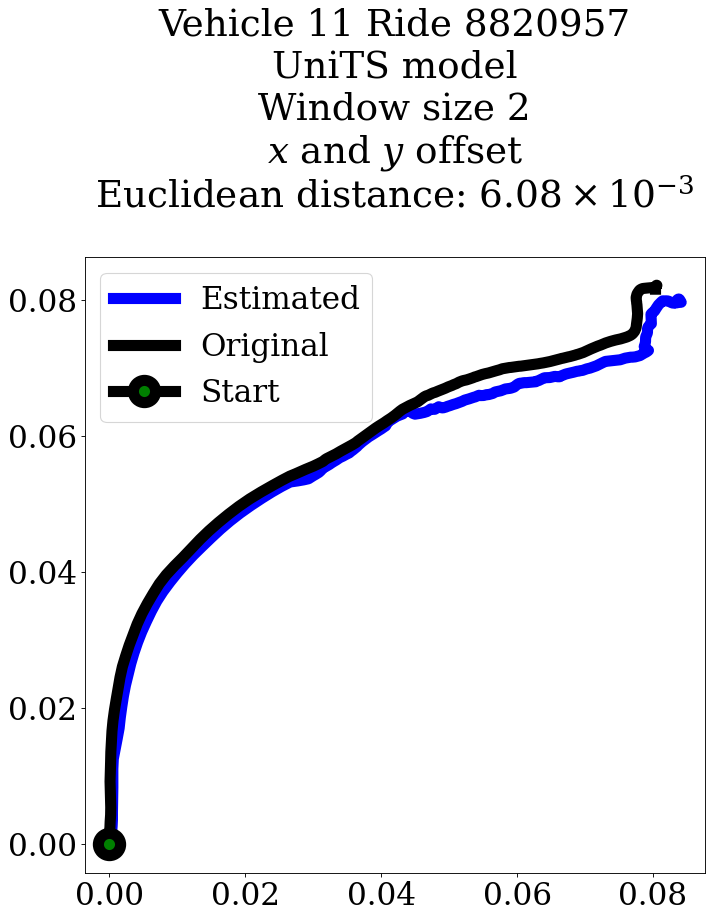 Vehicle 11 Ride 8820957
UniTS model
Window size 2
x and y offset
Euclidean distance: 6.08 × 10⁻³
Estimated
Original
Start
0.08
0.06
0.04
0.02
0.00
0.00 0.02 0.04 0.06 0.08